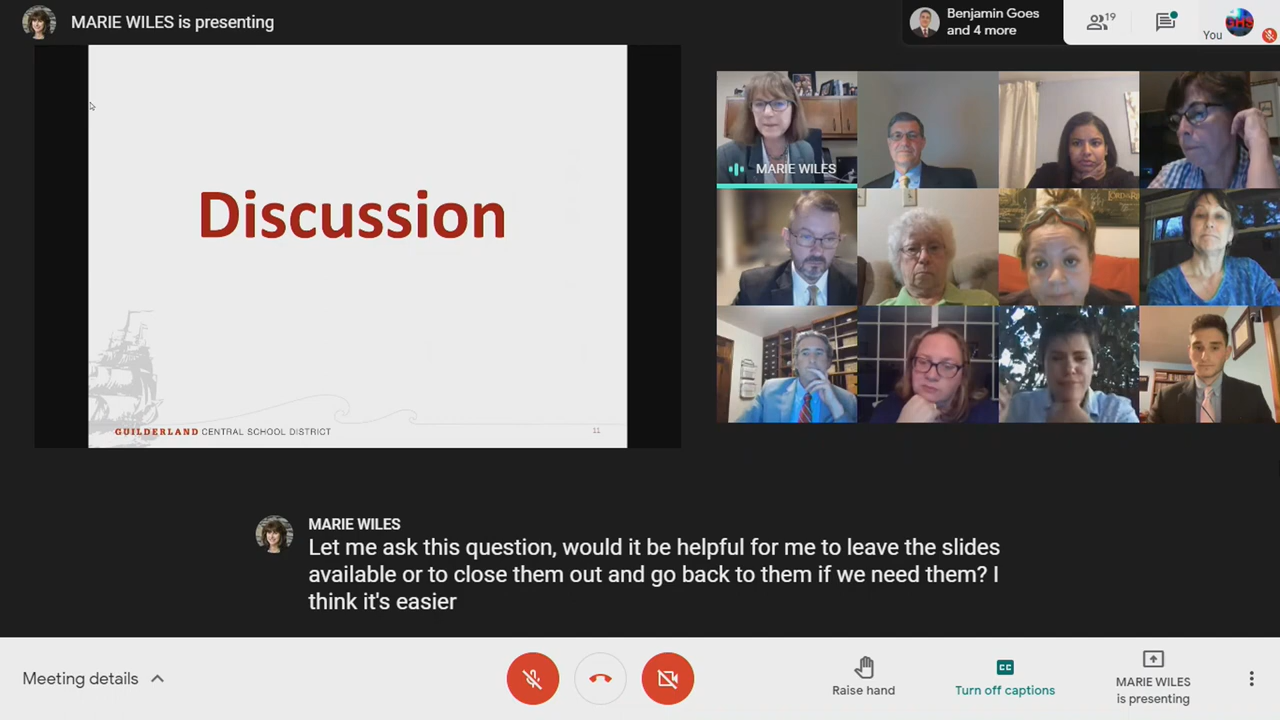 MARIE WILES is presenting
Benjamin Goes
and 4 more
19
You
GHS
Discussion
GUILDERLAND CENTRAL SCHOOL DISTRICT
11
MARIE WILES
MARIE WILES
Let me ask this question, would it be helpful for me to leave the slides
available or to close them out and go back to them if we need them? I
think it's easier
Meeting details
Raise hand
CC
Turn off captions
MARIE WILES
is presenting